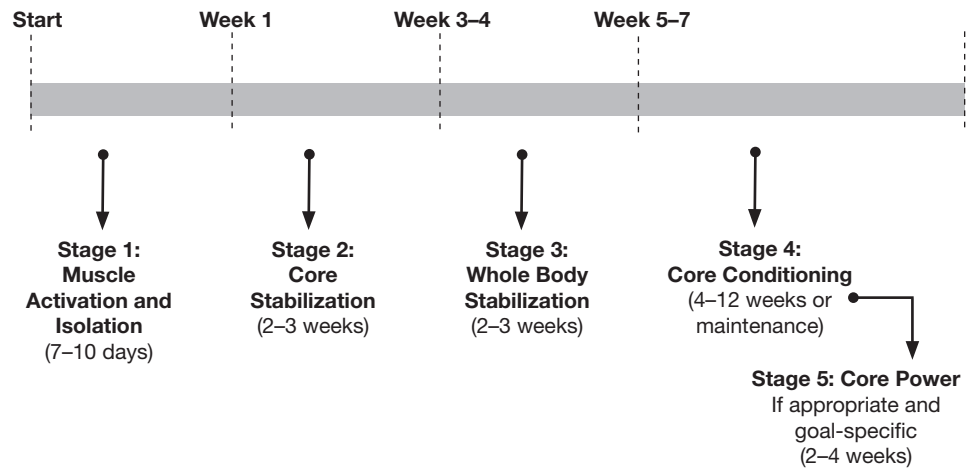 Start
Week 1
Week 3–4
Week 5–7
Stage 1:
Muscle
Activation and
Isolation
(7–10 days)
Stage 2:
Core
Stabilization
(2–3 weeks)
Stage 3:
Whole Body
Stabilization
(2–3 weeks)
Stage 4:
Core Conditioning
(4–12 weeks or
maintenance)
Stage 5: Core Power
If appropriate and
goal-specific
(2–4 weeks)